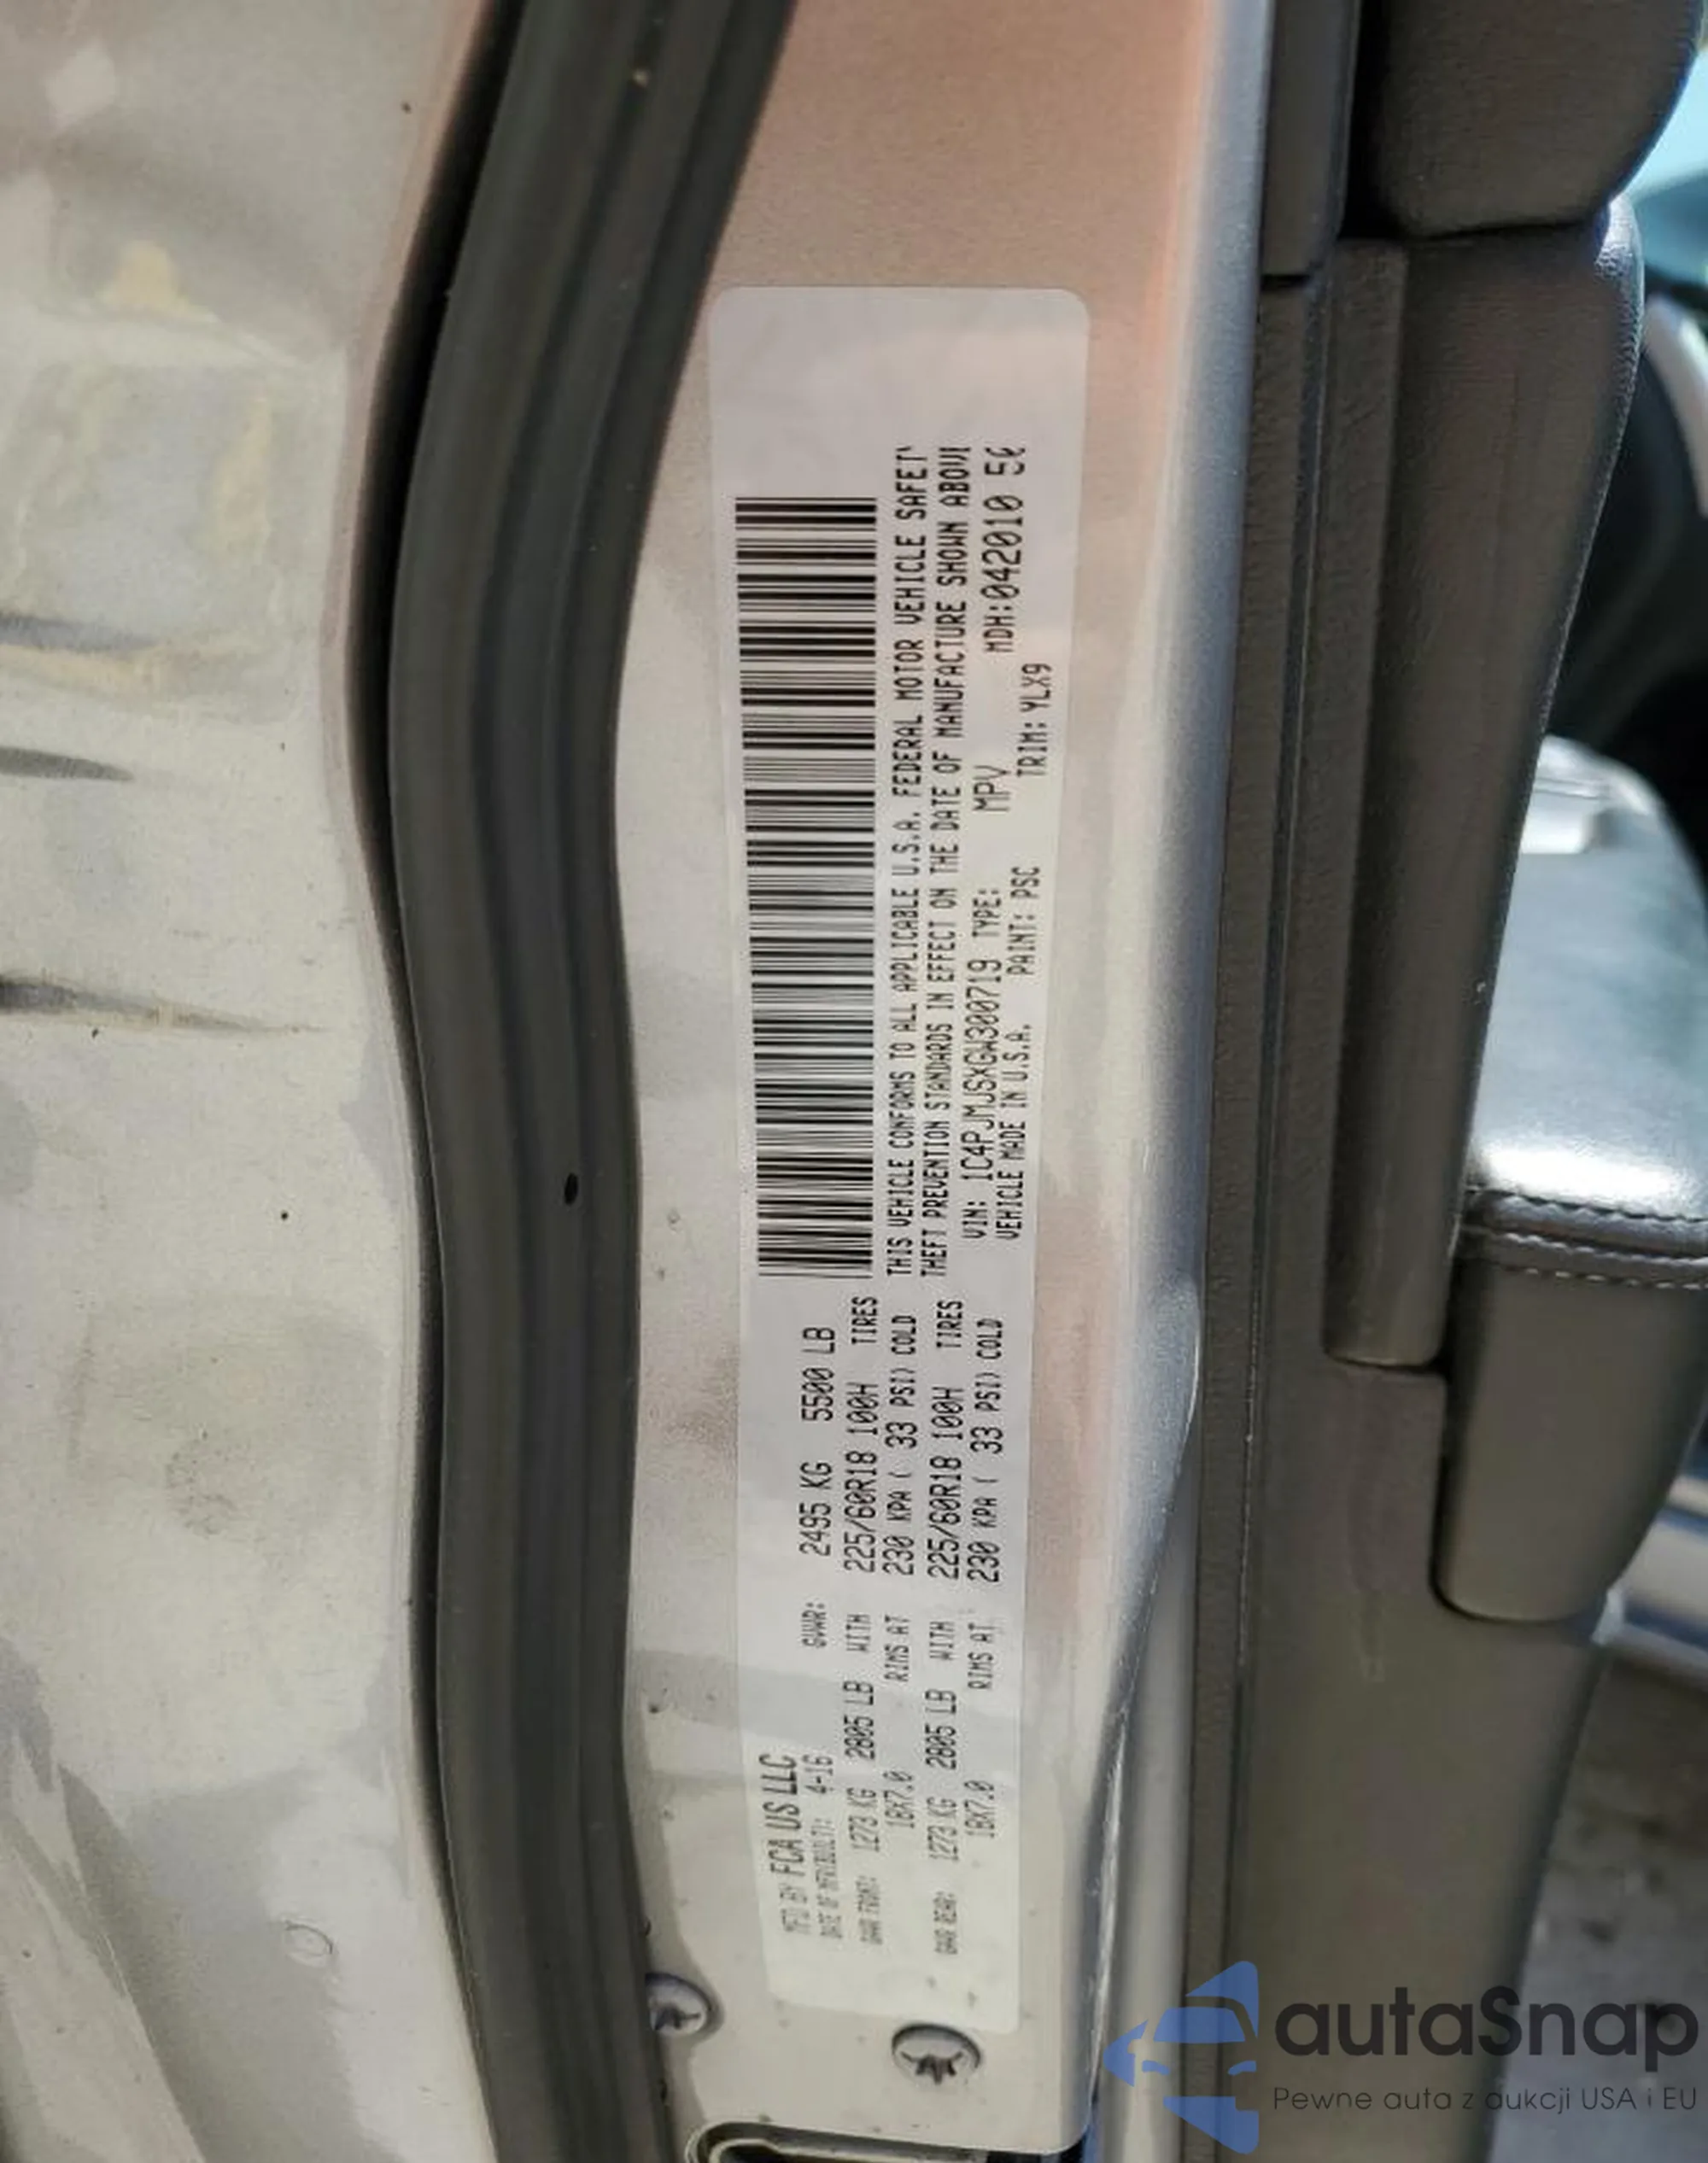 MFD BY FCA US LLC
DATE OF MFR(BUILT): 4-16 GVWR: 2495 KG 5500 LB
GAWR FRONT: 1273 KG 2805 LB WITH 225/60R18 100H TIRES
18X7.0 RIMS AT 230 KPA ( 33 PSI) COLD
GAWR REAR: 1273 KG 2805 LB WITH 225/60R18 100H TIRES
18X7.0 RIMS AT 230 KPA ( 33 PSI) COLD
THIS VEHICLE CONFORMS TO ALL APPLICABLE U.S.A. FEDERAL MOTOR VEHICLE SAFETY
THEFT PREVENTION STANDARDS IN EFFECT ON THE DATE OF MANUFACTURE SHOWN ABOVE
VIN: 1C4PJMJSXGW300719 TYPE: MPV MDH:042010 
VEHICLE MADE IN U.S.A. PAINT: PSC TRIM: YLX9
autaSnap
Pewne auta z aukcji USA i EU